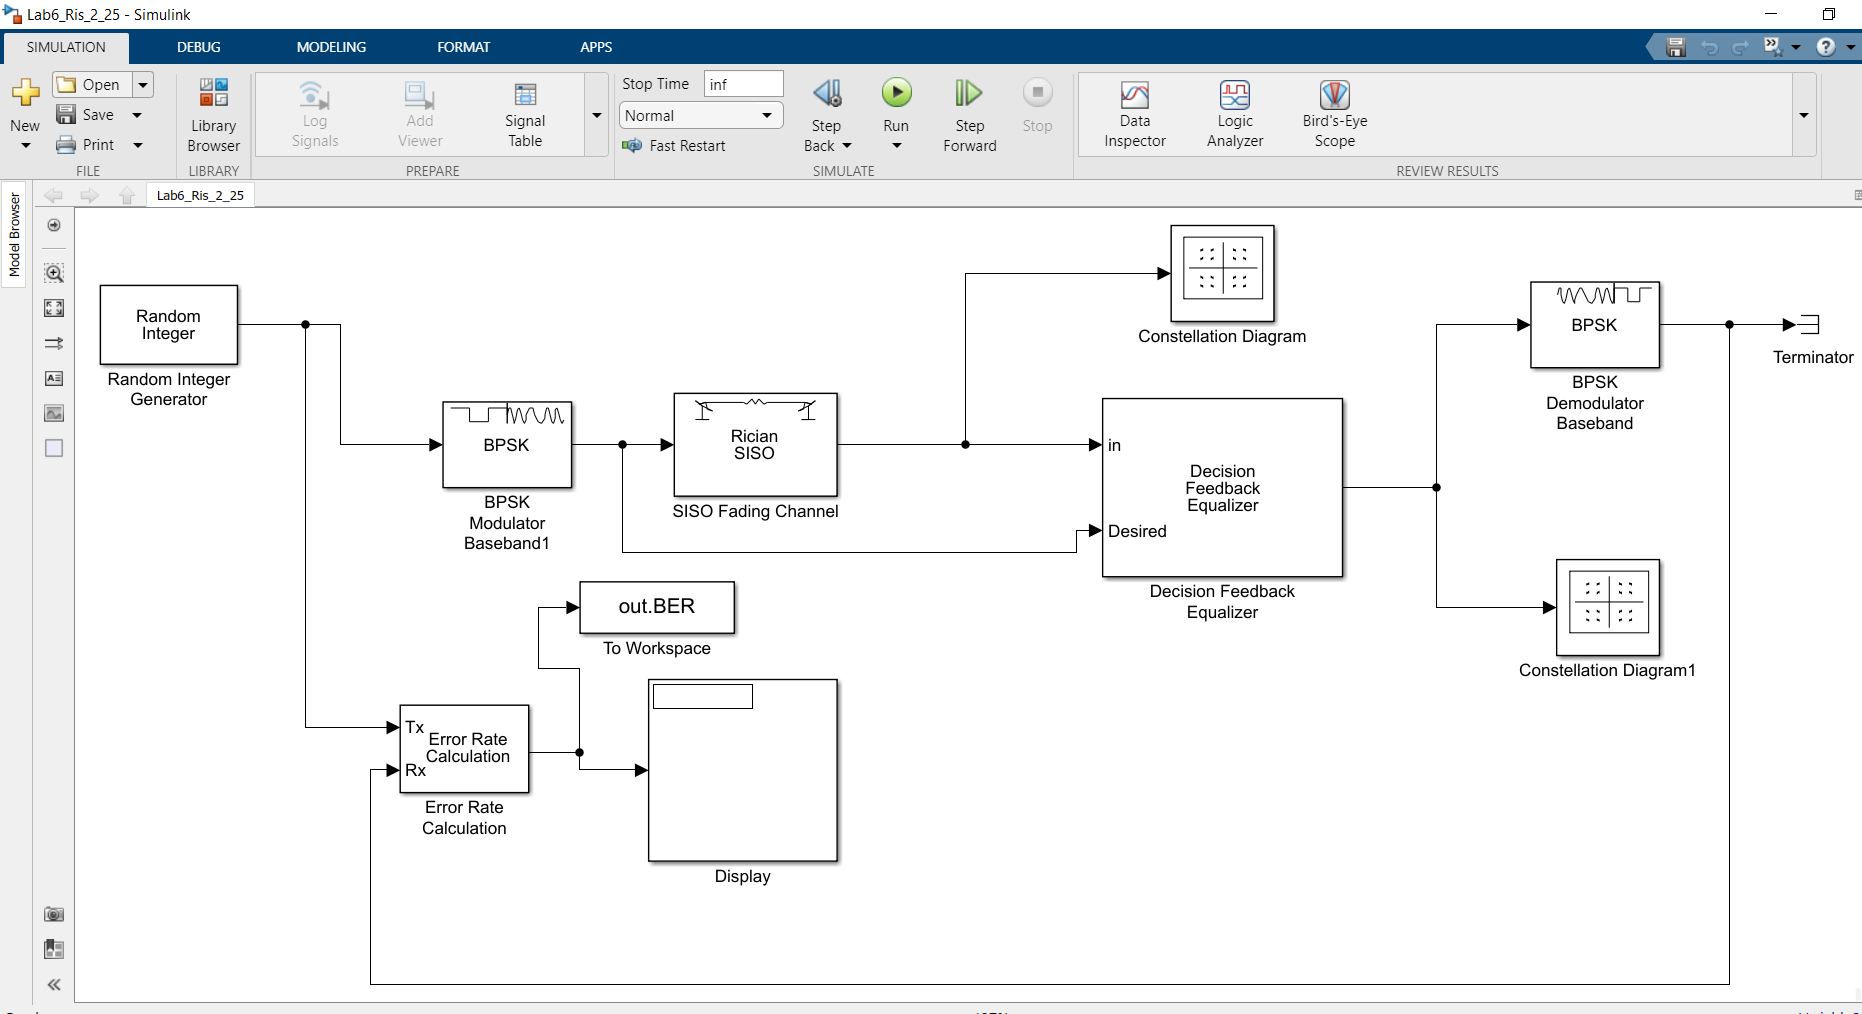 Lab6_Ris_2_25 - Simulink
SIMULATION
DEBUG
MODELING
FORMAT
APPS
New
Open
Save
Print
FILE
Library
Browser
LIBRARY
Log
Signals
Add
Viewer
Signal
Table
PREPARE
Stop Time
inf
Normal
Fast Restart
Step
Back
Run
Step
Forward
Stop
SIMULATE
Data
Inspector
Logic
Analyzer
Bird's-Eye
Scope
REVIEW RESULTS
Model Browser
Lab6_Ris_2_25
Random
Integer
Random Integer
Generator
BPSK
BPSK
Modulator
Baseband1
Rician
SISO
SISO Fading Channel
Constellation Diagram
in
Desired
Decision
Feedback
Equalizer
Decision Feedback
Equalizer
BPSK
BPSK
Demodulator
Baseband
Terminator
Constellation Diagram1
out.BER
To Workspace
Tx
Rx
Error Rate
Calculation
Error Rate
Calculation
Display